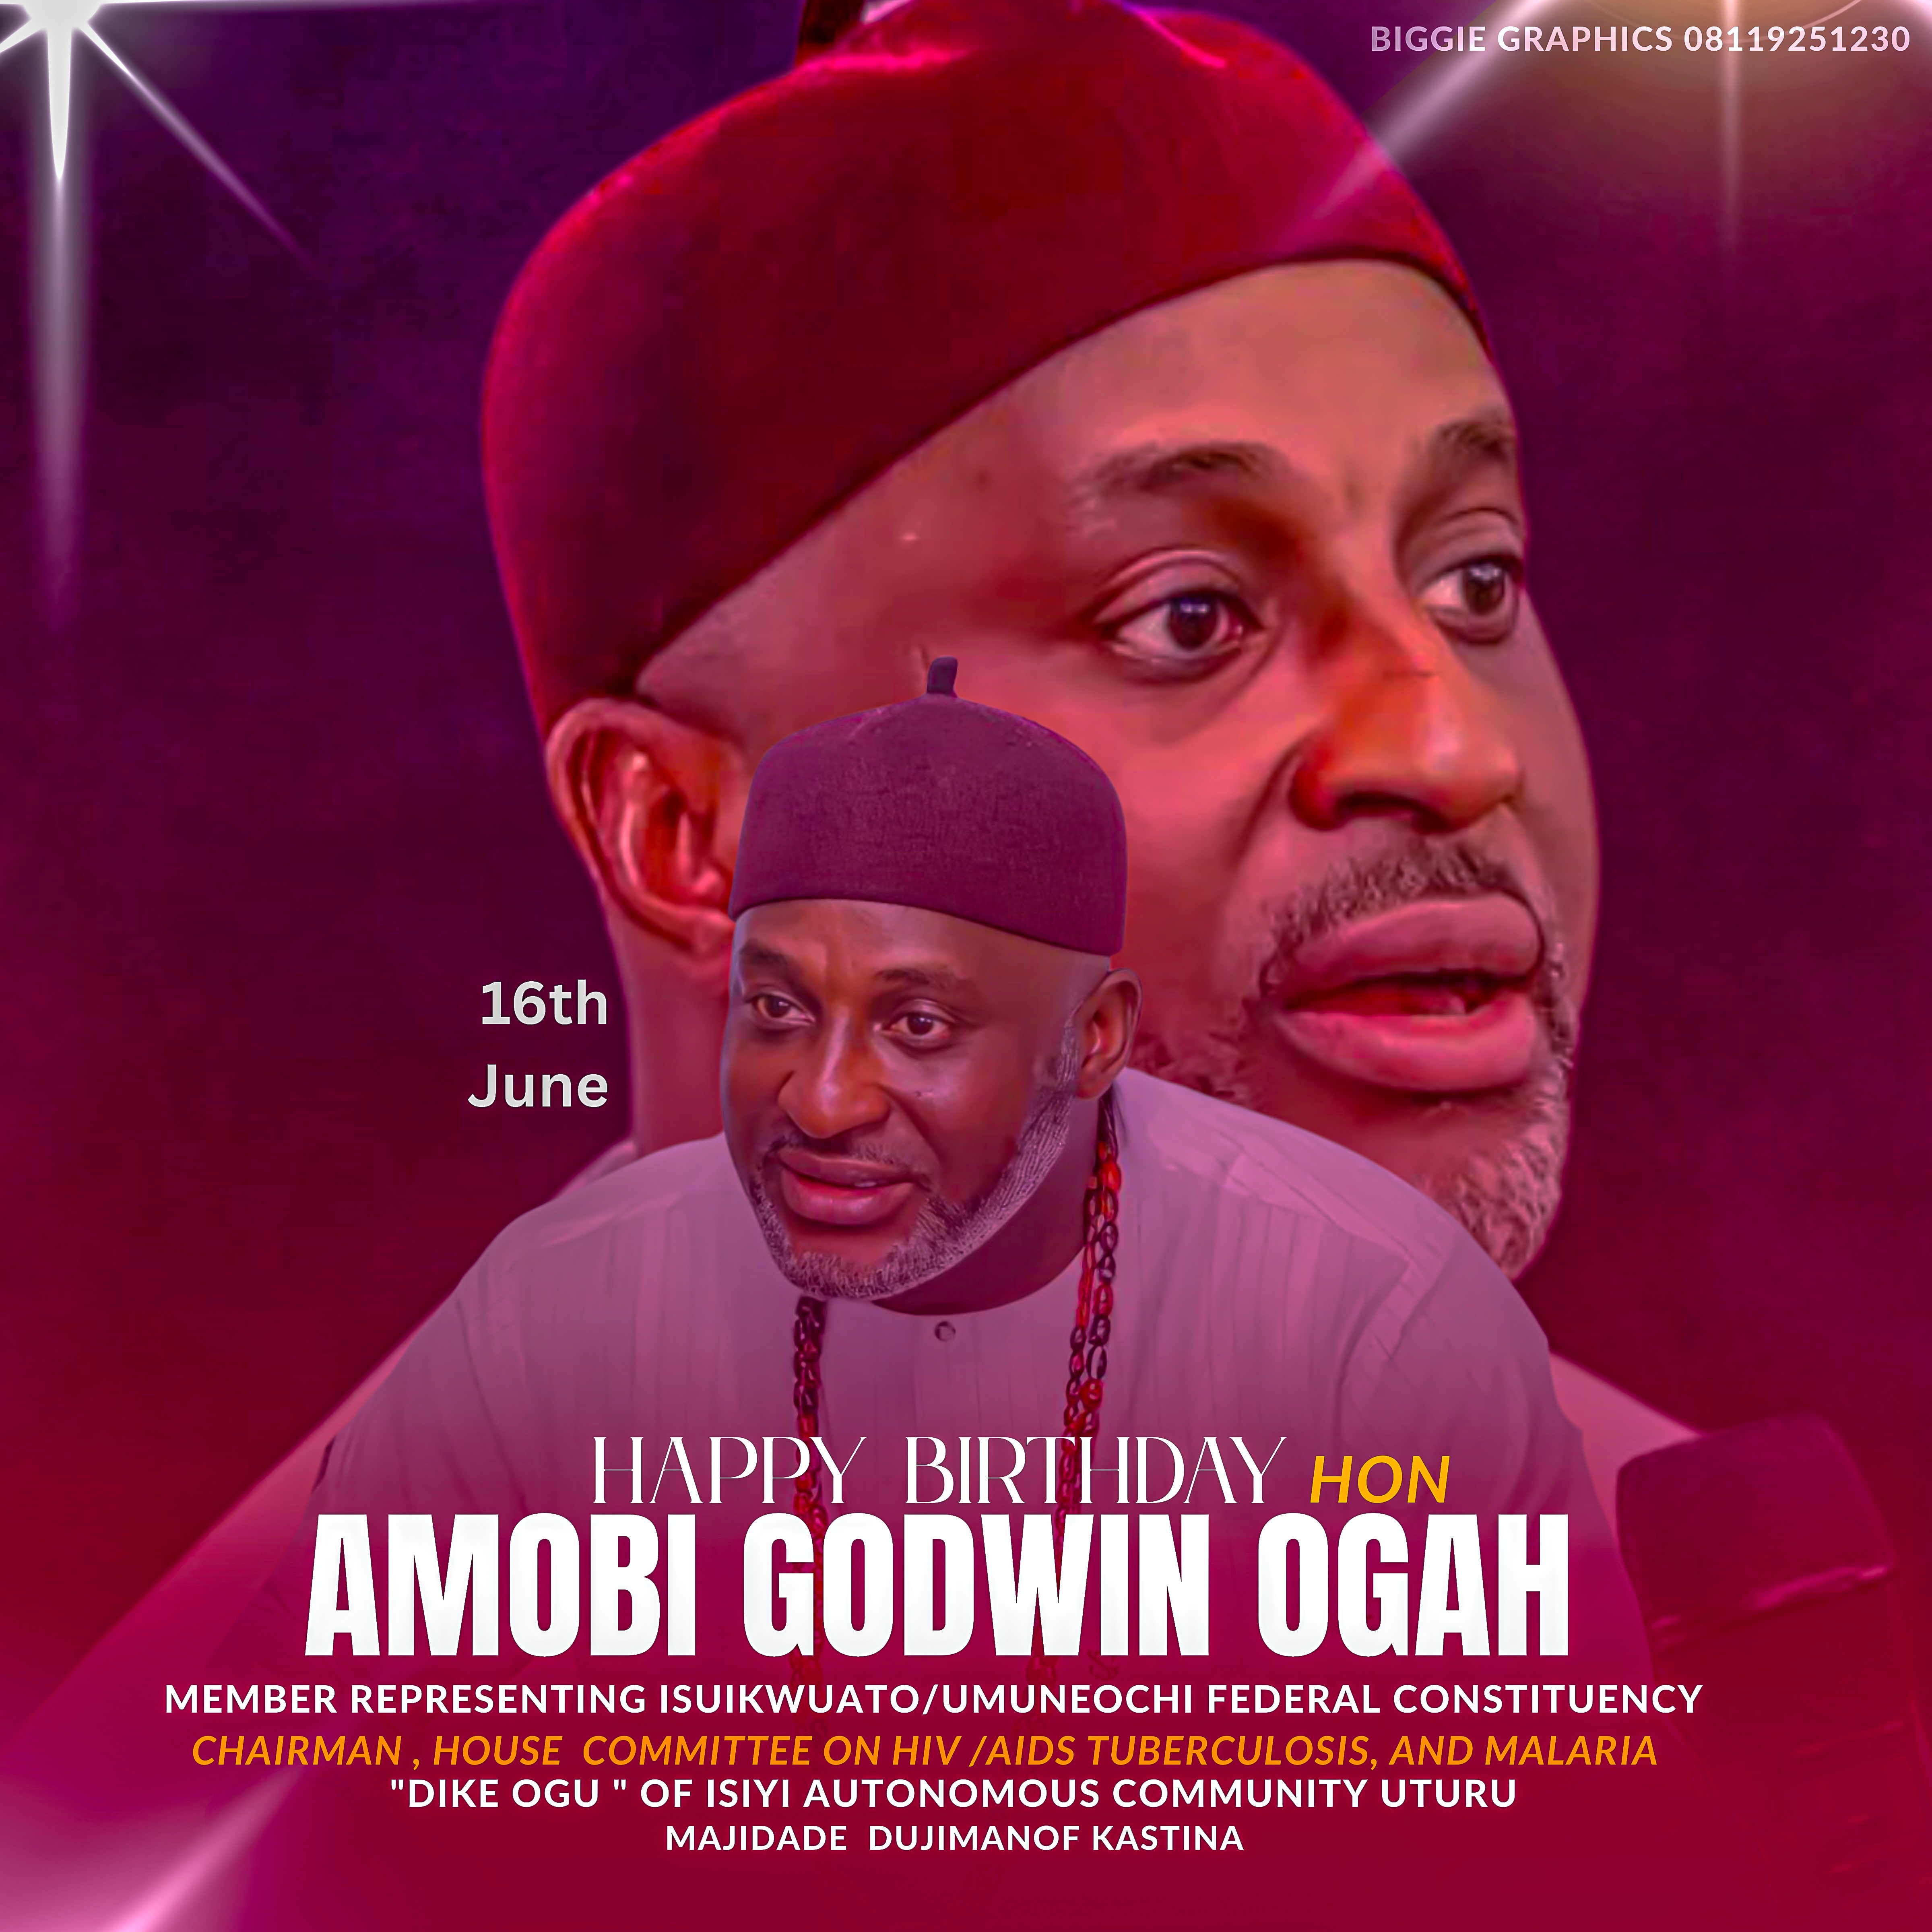 BIGGIE GRAPHICS 08119251230
16th
June
HAPPY BIRTHDAY HON
AMOBI GODWIN OGAH
MEMBER REPRESENTING ISUIKWUATO/UMUNEOCHI FEDERAL CONSTITUENCY
CHAIRMAN , HOUSE COMMITTEE ON HIV /AIDS TUBERCULOSIS, AND MALARIA
"DIKE OGU " OF ISIYI AUTONOMOUS COMMUNITY UTURU
MAJIDADE DUJIMANOF KASTINA